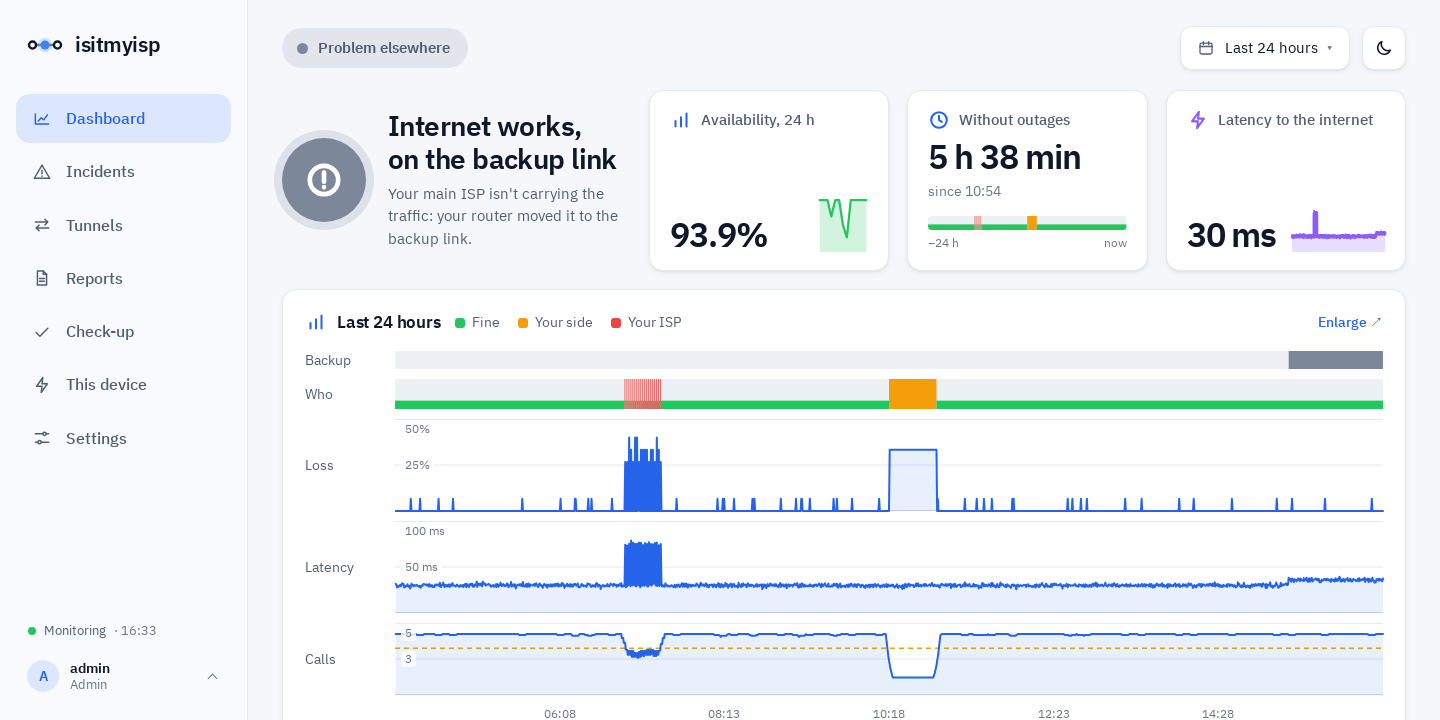 isitmyisp
Dashboard
Incidents
Tunnels
Reports
Check-up
This device
Settings
Monitoring · 16:33
A
admin
Admin
Problem elsewhere
Last 24 hours
Internet works,
on the backup link
Your main ISP isn't carrying the
traffic: your router moved it to the
backup link.
Availability, 24 h
93.9%
Without outages
5 h 38 min
since 10:54
−24 h now
Latency to the internet
30 ms
Last 24 hours Fine Your side Your ISP
Enlarge ↗
Backup
Who
Loss
50%
25%
Latency
100 ms
50 ms
Calls
5
3
06:08 08:13 10:18 12:23 14:28